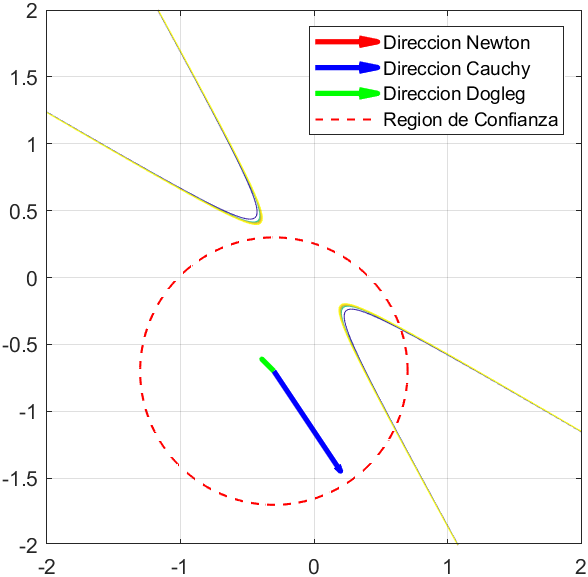 Direccion Newton
Direccion Cauchy
Direccion Dogleg
Region de Confianza
2
1.5
1
0.5
0
-0.5
-1
-1.5
-2
-2 -1 0 1 2